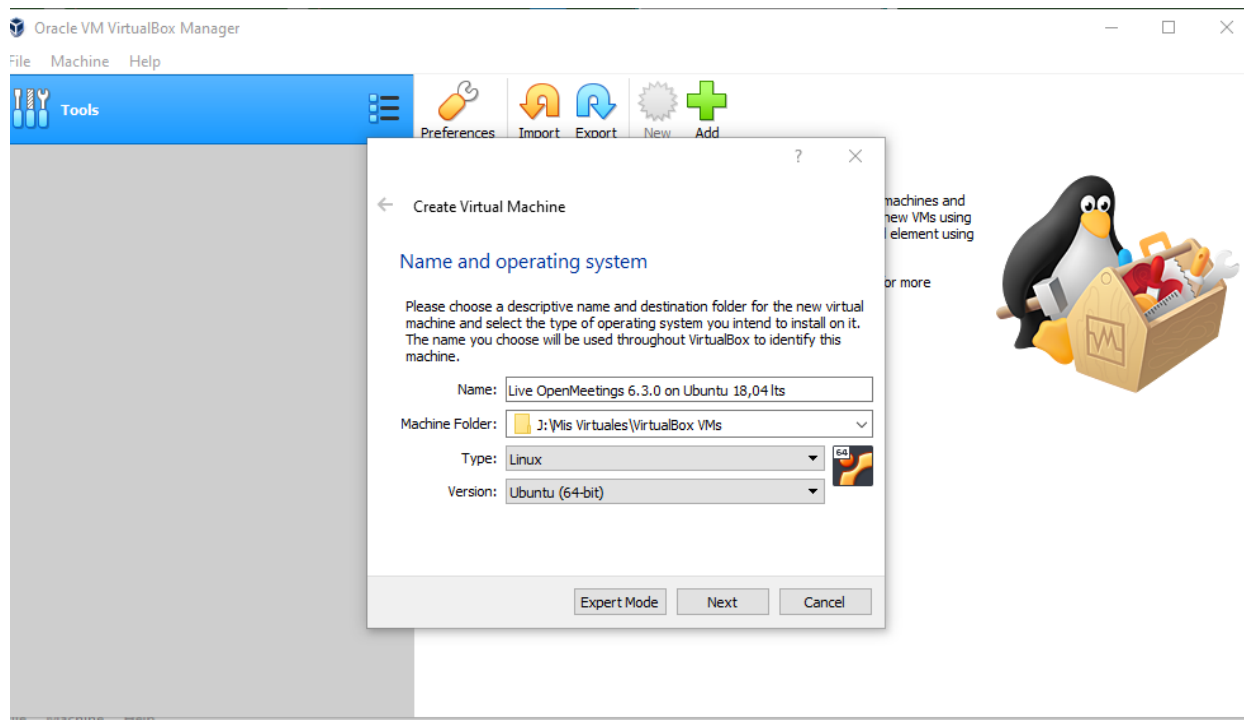 Oracle VM VirtualBox Manager
File Machine Help
Tools
Preferences Import Export New Add
?
Create Virtual Machine
machines and
new VMs using
element using
or more
Name and operating system
Please choose a descriptive name and destination folder for the new virtual
machine and select the type of operating system you intend to install on it.
The name you choose will be used throughout VirtualBox to identify this
machine.
Name: Live OpenMeetings 6.3.0 on Ubuntu 18,04 lts
Machine Folder: J:\Mis Virtuales\VirtualBox VMs
Type: Linux
64
Version: Ubuntu (64-bit)
Expert Mode Next Cancel